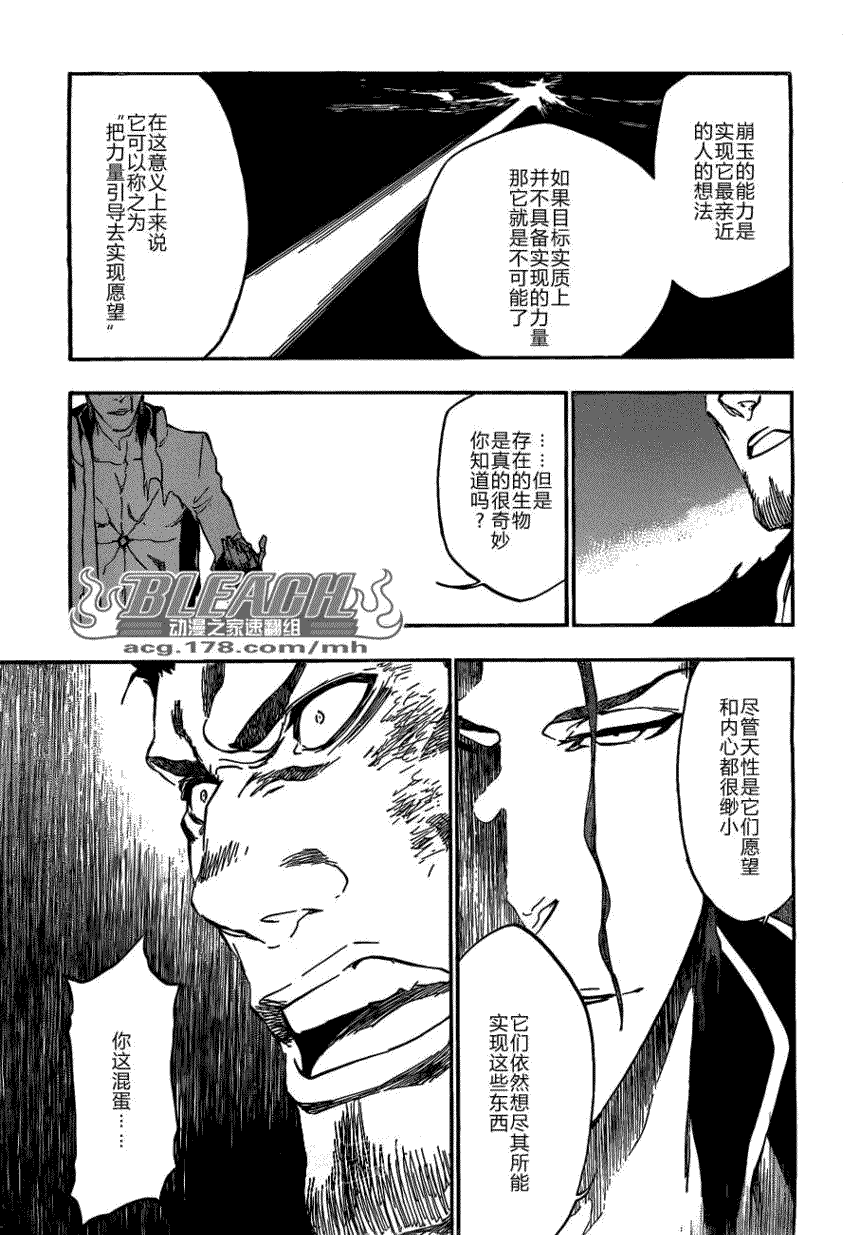 崩玉的能力是
实现它最亲近
的人的想法
如果目标实质上
并不具备实现的力量
那它就是不可能了
在这意义上来说
它可以称之为
“把力量引导去实现愿望“
……但是
存在的生物
是真的很奇妙
你知道吗？
BLEACH
动漫之家速翻组
acg.178.com/mh
尽管天性是它们愿望
和内心都很缈小
它们依然想尽其所能
实现这些东西
你这混蛋……